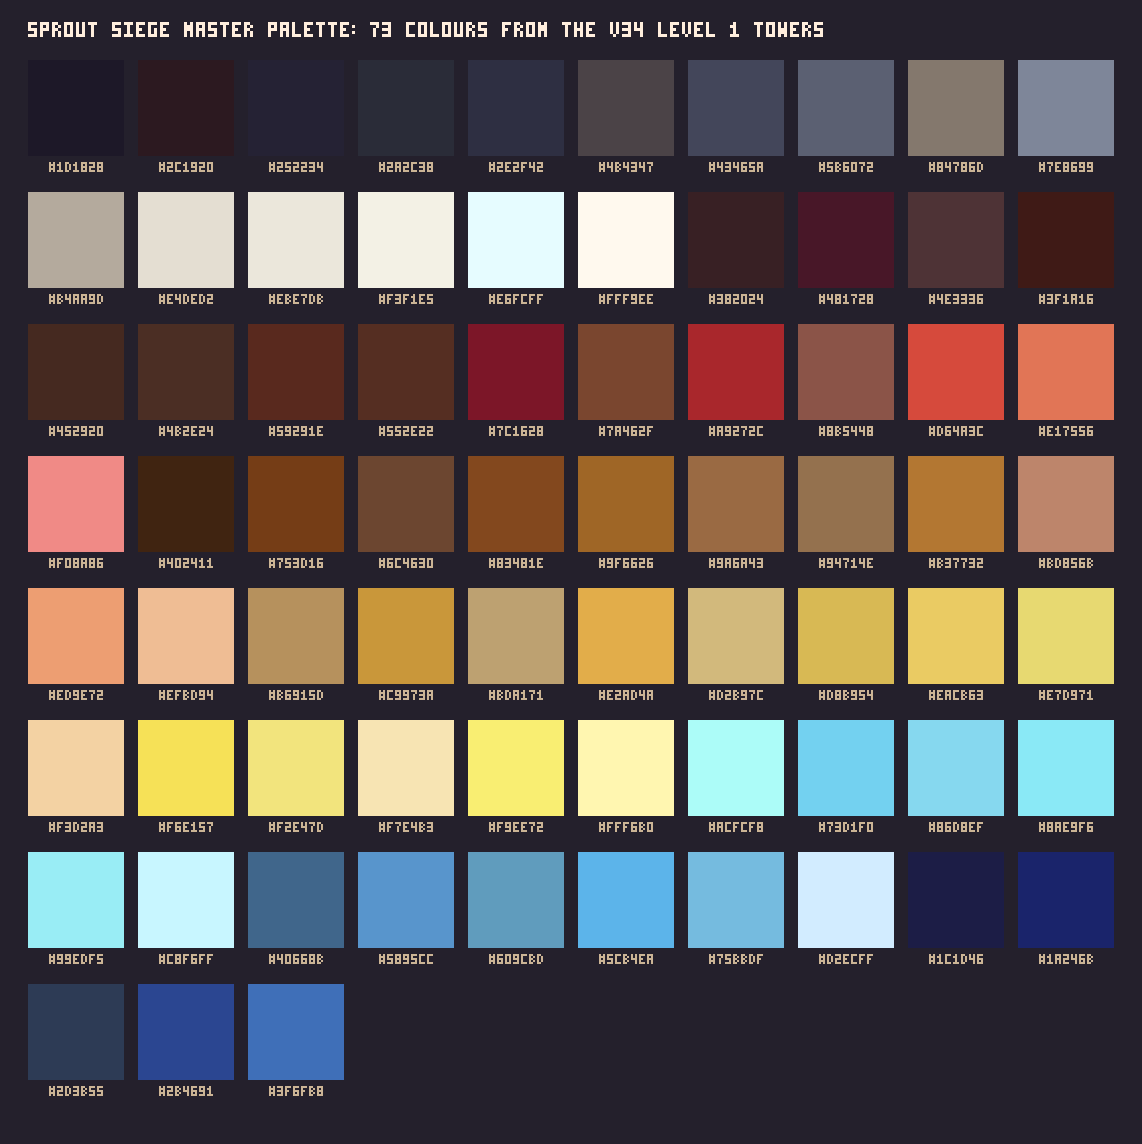 SPROUT SIEGE MASTER PALETTE: 73 COLOURS FROM THE V34 LEVEL 1 TOWERS
#1D1828 #2C1920 #252234 #2A2C38 #2E2F42 #4B4347 #43465A #5B6072 #84786D #7E8699
#B4AA9D #E4DED2 #EBE7DB #F3F1E5 #E6FCFF #FFF9EE #382024 #481728 #4E3336 #3F1A16
#452920 #4B2E24 #59291E #552E22 #7C1628 #7A462F #A9272C #8B5448 #D64A3C #E17556
#F08A86 #402411 #753D16 #6C4630 #83481E #9F6626 #9A6A43 #94714E #B37732 #BD856B
#ED9E72 #EFBD94 #B6915D #C9973A #BDA171 #E2AD4A #D2B97C #D8B954 #EACB63 #E7D971
#F3D2A3 #F6E157 #F2E47D #F7E4B3 #F9EE72 #FFF6B0 #ACFCF8 #73D1F0 #86D8EF #8AE9F6
#99EDF5 #C8F6FF #40668B #5895CC #609CBD #5CB4EA #75BBDF #D2ECFF #1C1D46 #1A246B
#2D3B55 #2B4691 #3F6FB8